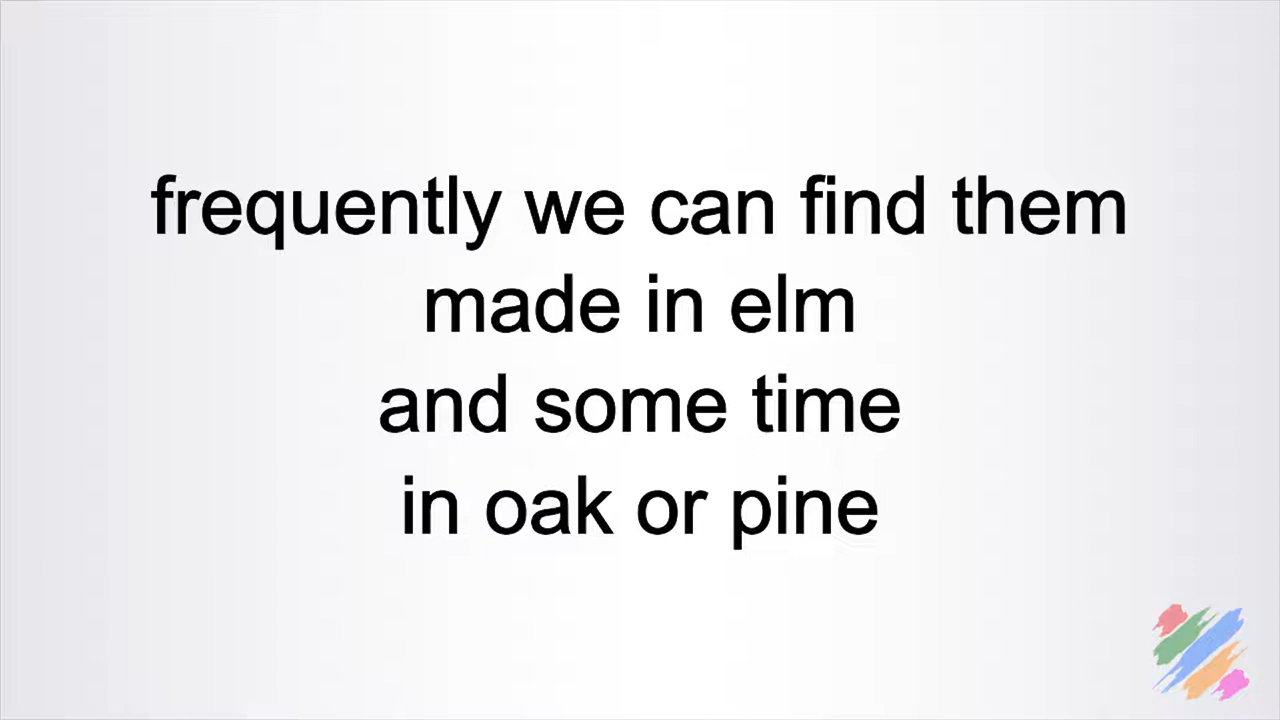 frequently we can find them
made in elm
and some time
in oak or pine